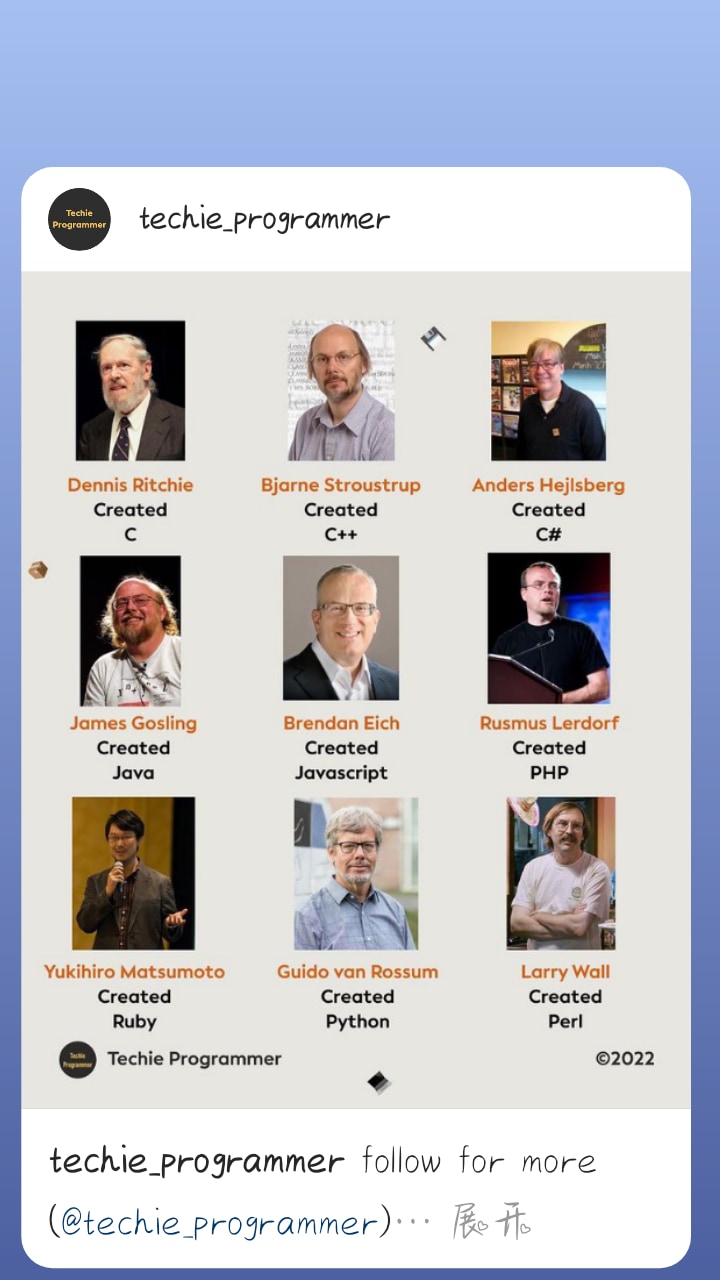 Techie
Programmer
techie_programmer
Dennis Ritchie
Created
C
Bjarne Stroustrup
Created
C++
Anders Hejlsberg
Created
C#
James Gosling
Created
Java
Brendan Eich
Created
Javascript
Rusmus Lerdorf
Created
PHP
Yukihiro Matsumoto
Created
Ruby
Guido van Rossum
Created
Python
Larry Wall
Created
Perl
Techie
Programmer
Techie Programmer
©2022
techie_programmer follow for more
(@techie_programmer)... 展开